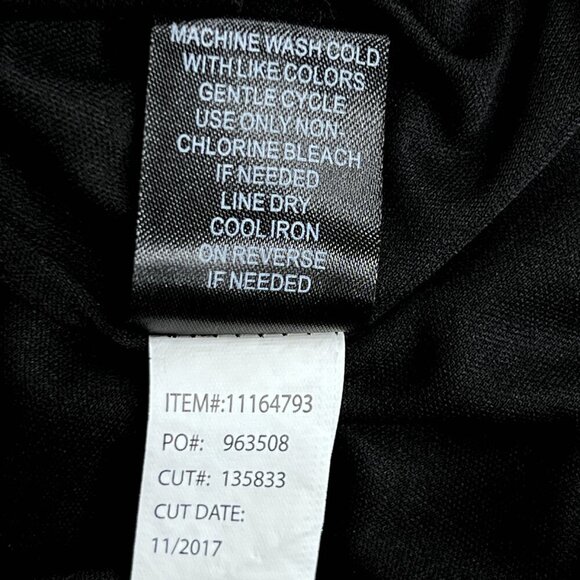 MACHINE WASH COLD
WITH LIKE COLORS
GENTLE CYCLE
USE ONLY NON-
CHLORINE BLEACH
IF NEEDED
LINE DRY
COOL IRON
ON REVERSE
IF NEEDED
ITEM#:11164793
PO#: 963508
CUT#: 135833
CUT DATE:
11/2017